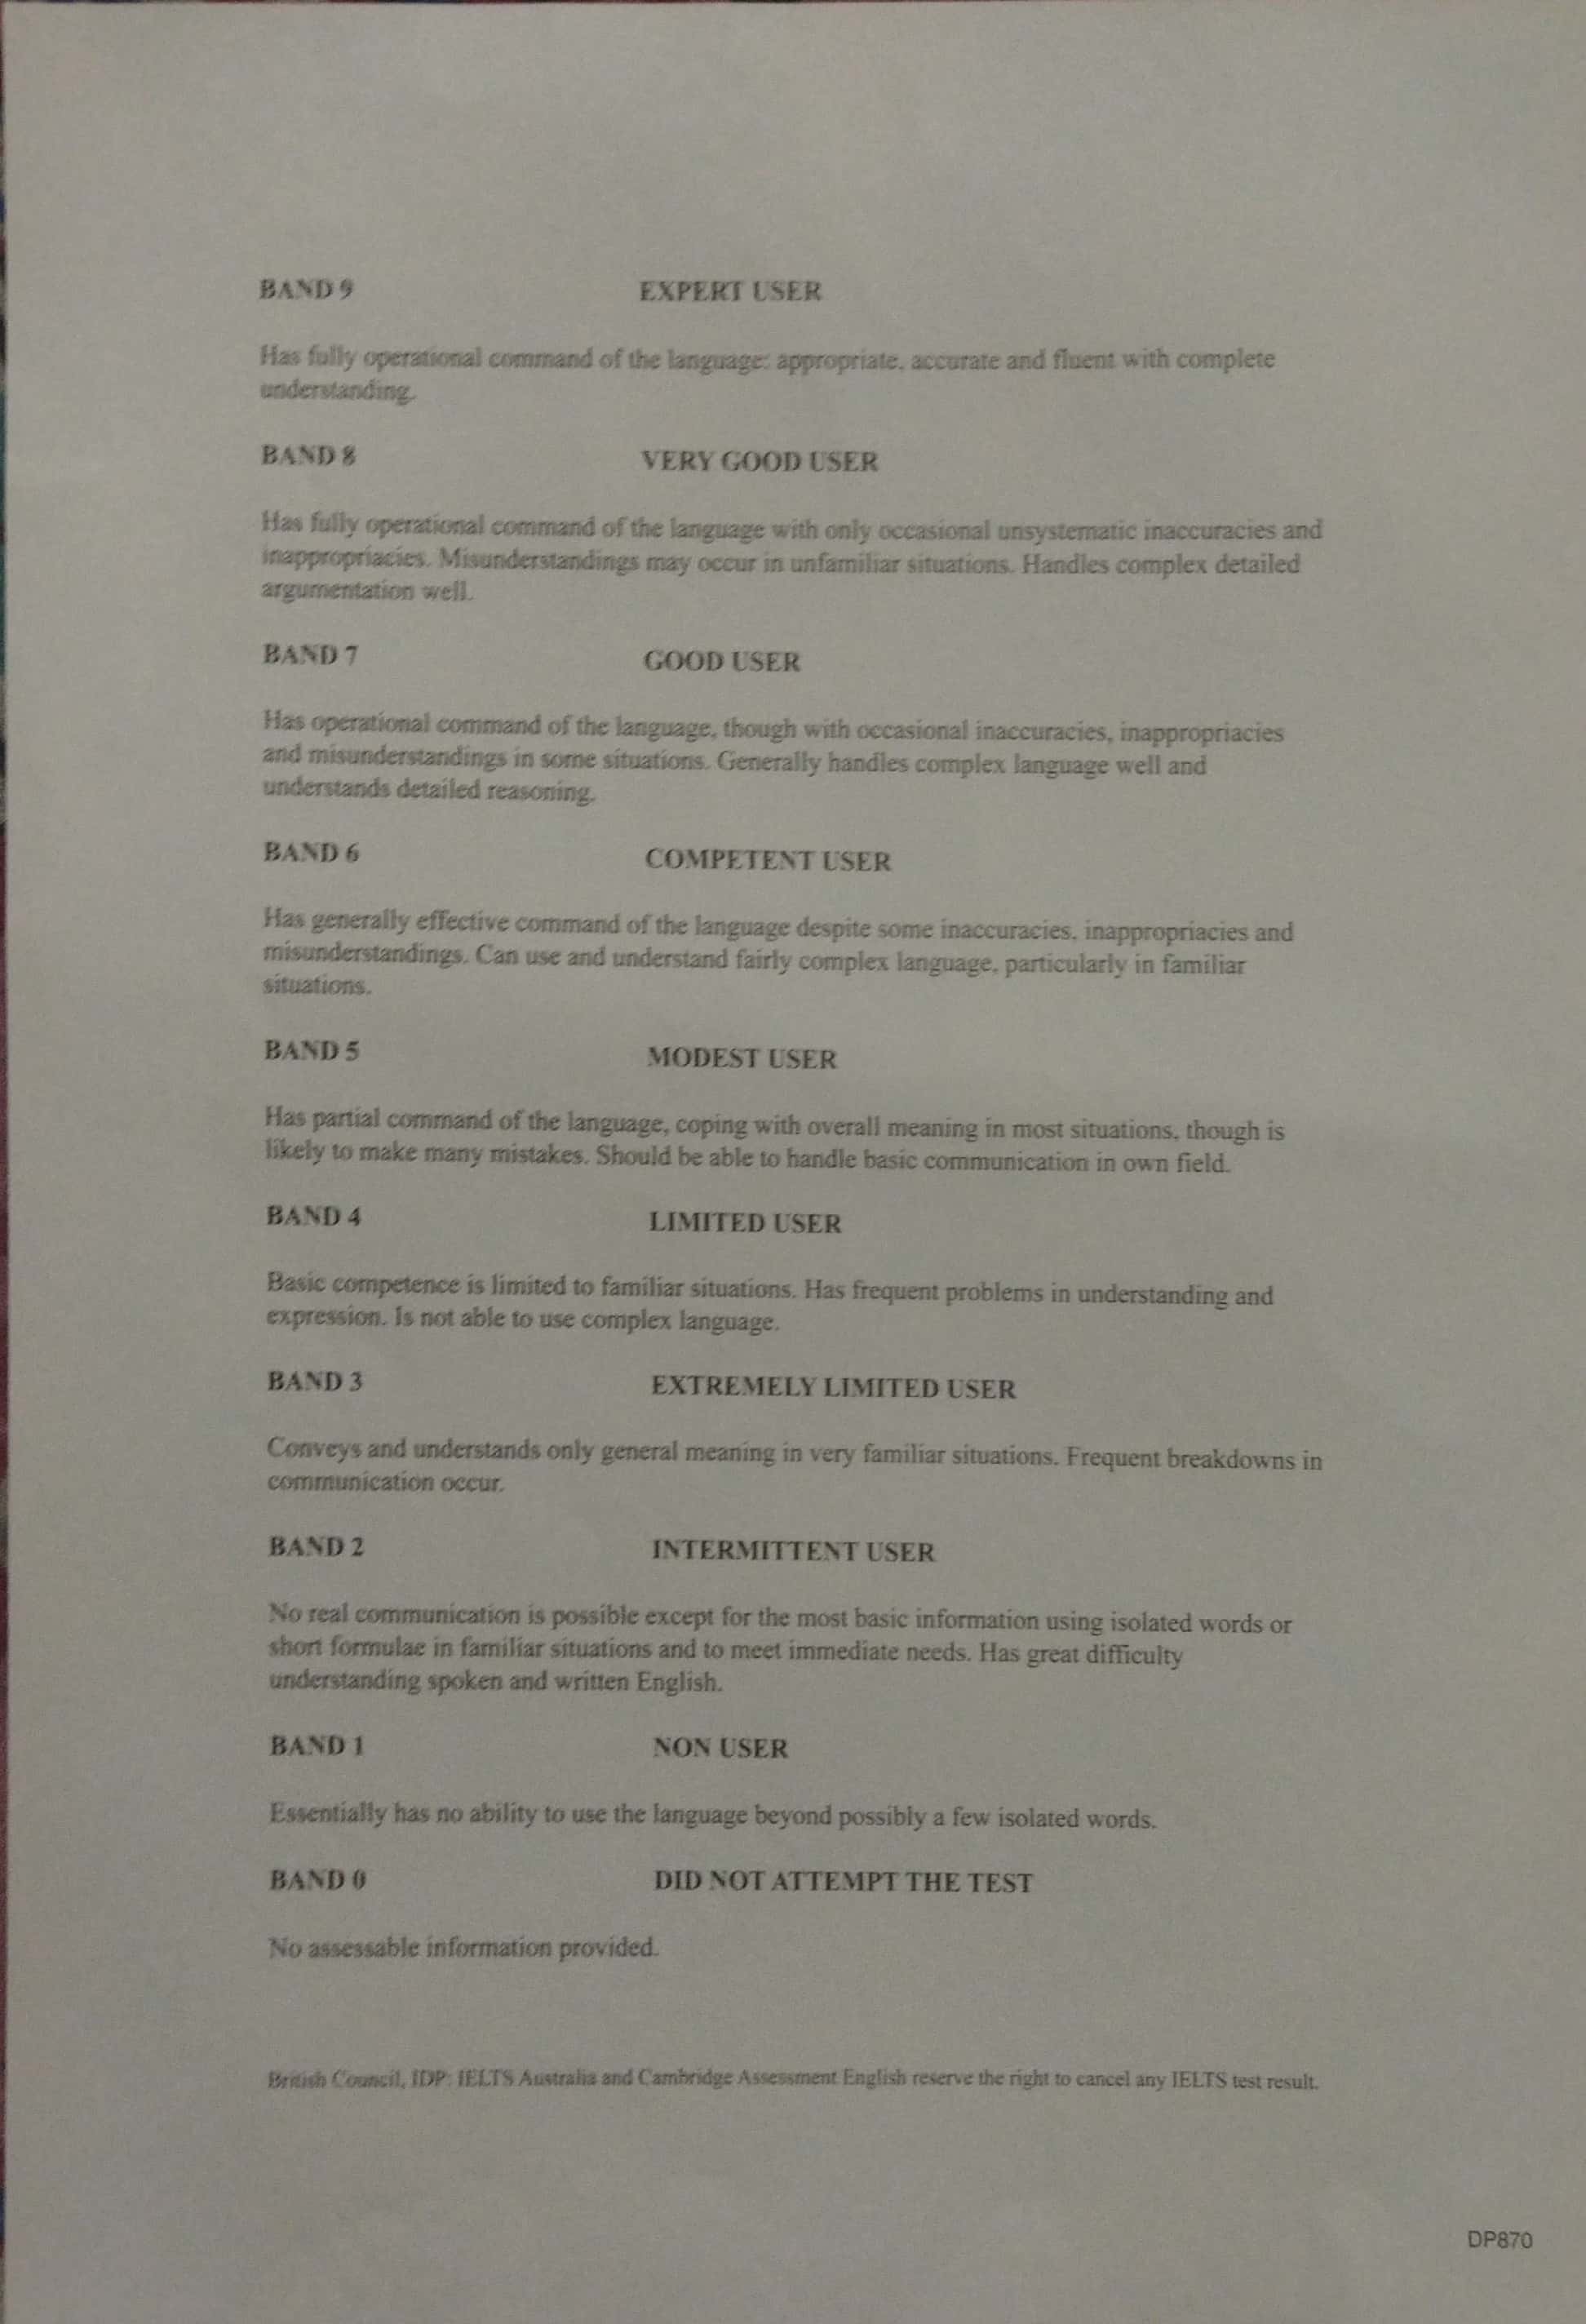 BAND 9 EXPERT USER
Has fully operational command of the language: appropriate, accurate and fluent with complete
understanding.
BAND 8 VERY GOOD USER
Has fully operational command of the language with only occasional unsystematic inaccuracies and
inappropriacies. Misunderstandings may occur in unfamiliar situations. Handles complex detailed
argumentation well.
BAND 7 GOOD USER
Has operational command of the language, though with occasional inaccuracies, inappropriacies
and misunderstandings in some situations. Generally handles complex language well and
understands detailed reasoning.
BAND 6 COMPETENT USER
Has generally effective command of the language despite some inaccuracies, inappropriacies and
misunderstandings. Can use and understand fairly complex language, particularly in familiar
situations.
BAND 5 MODEST USER
Has partial command of the language, coping with overall meaning in most situations, though is
likely to make many mistakes. Should be able to handle basic communication in own field.
BAND 4 LIMITED USER
Basic competence is limited to familiar situations. Has frequent problems in understanding and
expression. Is not able to use complex language.
BAND 3 EXTREMELY LIMITED USER
Conveys and understands only general meaning in very familiar situations. Frequent breakdowns in
communication occur.
BAND 2 INTERMITTENT USER
No real communication is possible except for the most basic information using isolated words or
short formulae in familiar situations and to meet immediate needs. Has great difficulty
understanding spoken and written English.
BAND 1 NON USER
Essentially has no ability to use the language beyond possibly a few isolated words.
BAND 0 DID NOT ATTEMPT THE TEST
No assessable information provided.
British Council, IDP: IELTS Australia and Cambridge Assessment English reserve the right to cancel any IELTS test result.
DP870